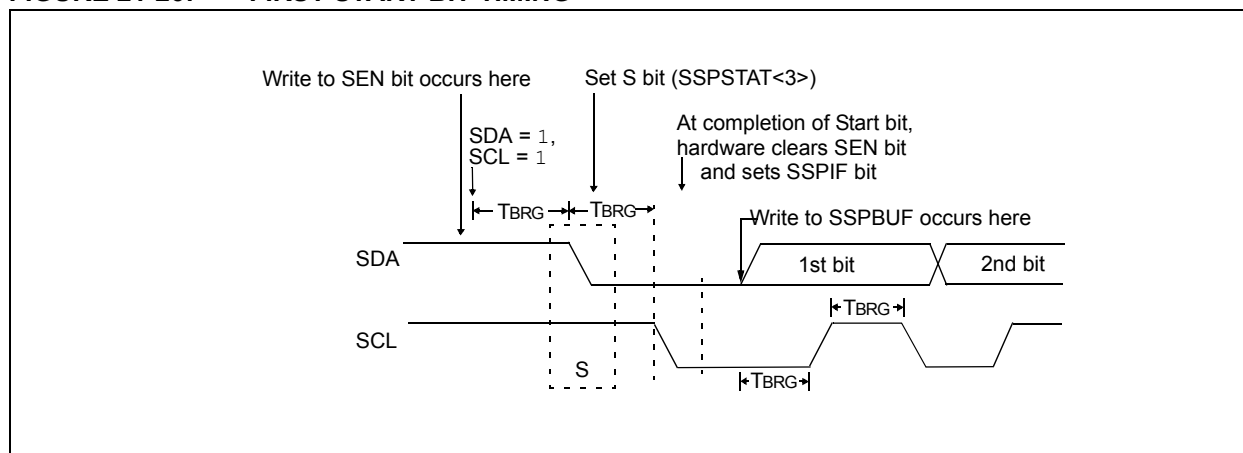 Write to SEN bit occurs here
Set S bit (SSPSTAT<3>)
SDA = 1,
SCL = 1
At completion of Start bit,
hardware clears SEN bit
and sets SSPIF bit
TBRG
TBRG
Write to SSPBUF occurs here
SDA
1st bit
2nd bit
TBRG
SCL
S
TBRG